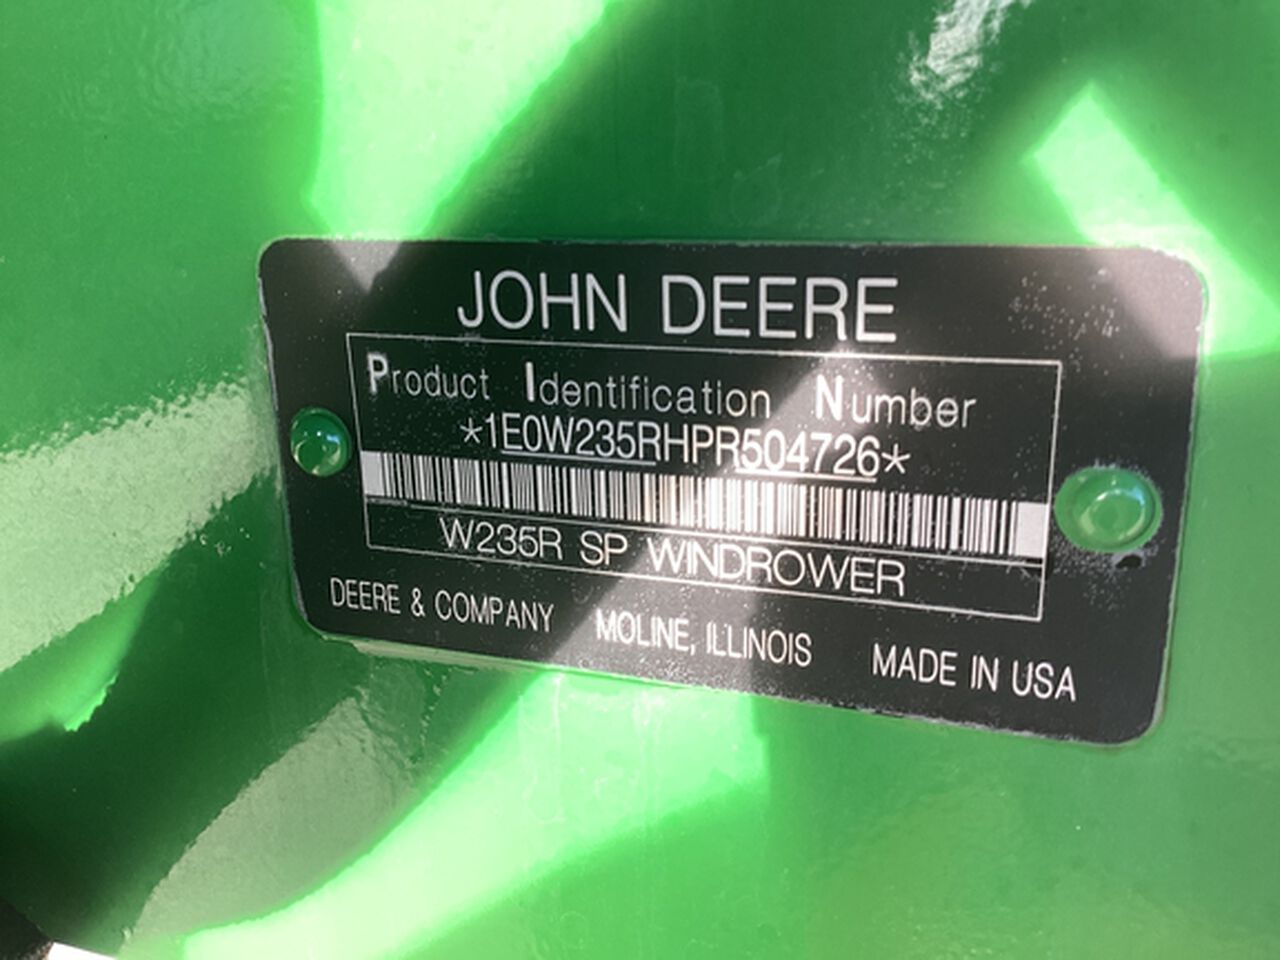 JOHN DEERE
Product Identification Number
*1E0W235RHPR504726*
W235R SP WINDROWER
DEERE & COMPANY MOLINE, ILLINOIS MADE IN USA